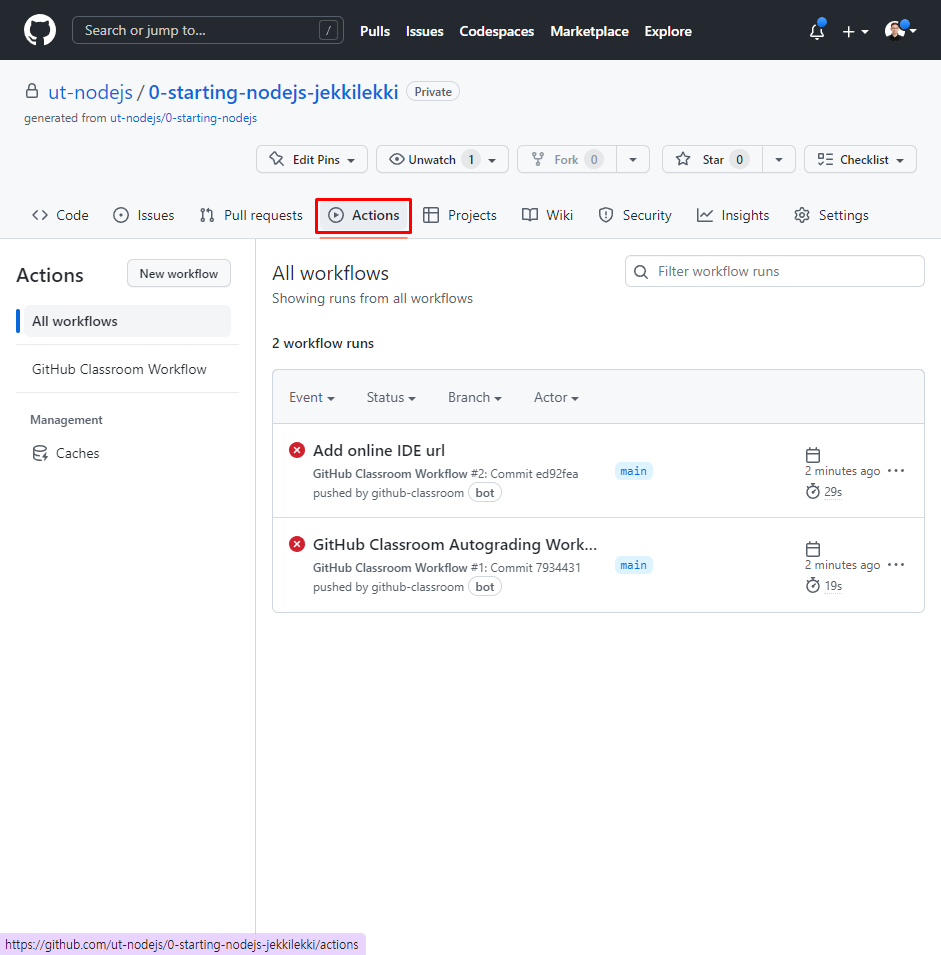 Search or jump to... /
Pulls Issues Codespaces Marketplace Explore
ut-nodejs / 0-starting-nodejs-jekkilekki Private
generated from ut-nodejs/0-starting-nodejs
Edit Pins Unwatch 1 Fork 0 Star 0 Checklist
Code Issues Pull requests Actions Projects Wiki Security Insights Settings
Actions
New workflow
All workflows
GitHub Classroom Workflow
Management
Caches
All workflows
Showing runs from all workflows
Filter workflow runs
2 workflow runs
Event Status Branch Actor
Add online IDE url
GitHub Classroom Workflow #2: Commit ed92fea
pushed by github-classroom bot
main
2 minutes ago
29s
GitHub Classroom Autograding Work...
GitHub Classroom Workflow #1: Commit 7934431
pushed by github-classroom bot
main
2 minutes ago
19s
https://github.com/ut-nodejs/0-starting-nodejs-jekkilekki/actions